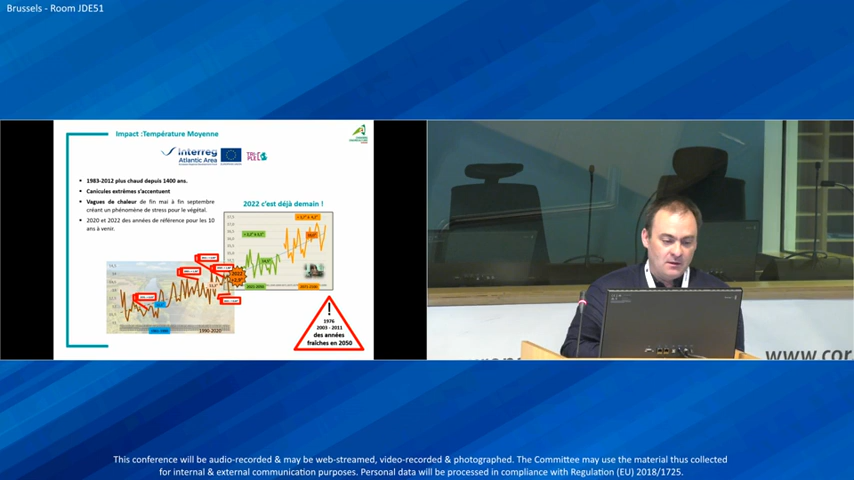 Brussels - Room JDE51
Impact :Température Moyenne
Interreg
Atlantic Area
1983-2012 plus chaud depuis 1400 ans.
Canicules extrêmes s'accentuent
Vagues de chaleur de fin mai à fin septembre
créant un phénomène de stress pour le végétal.
2020 et 2022 des années de référence pour les 10
ans à venir.
2022 c'est déjà demain !
2022
1990-2020
!
1976
2003 - 2011
des années
fraîches en 2050
www.cor
This conference will be audio-recorded & may be web-streamed, video-recorded & photographed. The Committee may use the material thus collected
for internal & external communication purposes. Personal data will be processed in compliance with Regulation (EU) 2018/1725.